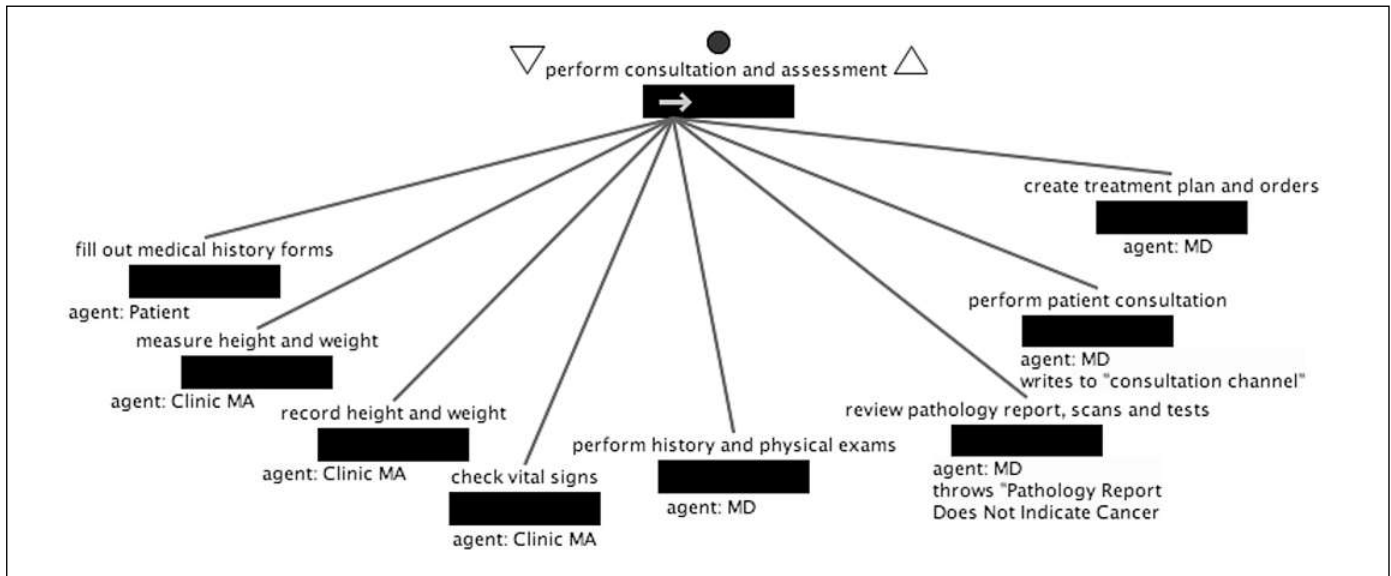 perform consultation and assessment
fill out medical history forms
agent: Patient
measure height and weight
agent: Clinic MA
record height and weight
agent: Clinic MA
check vital signs
agent: Clinic MA
perform history and physical exams
agent: MD
review pathology report, scans and tests
agent: MD
throws "Pathology Report
Does Not Indicate Cancer
perform patient consultation
agent: MD
writes to "consultation channel"
create treatment plan and orders
agent: MD